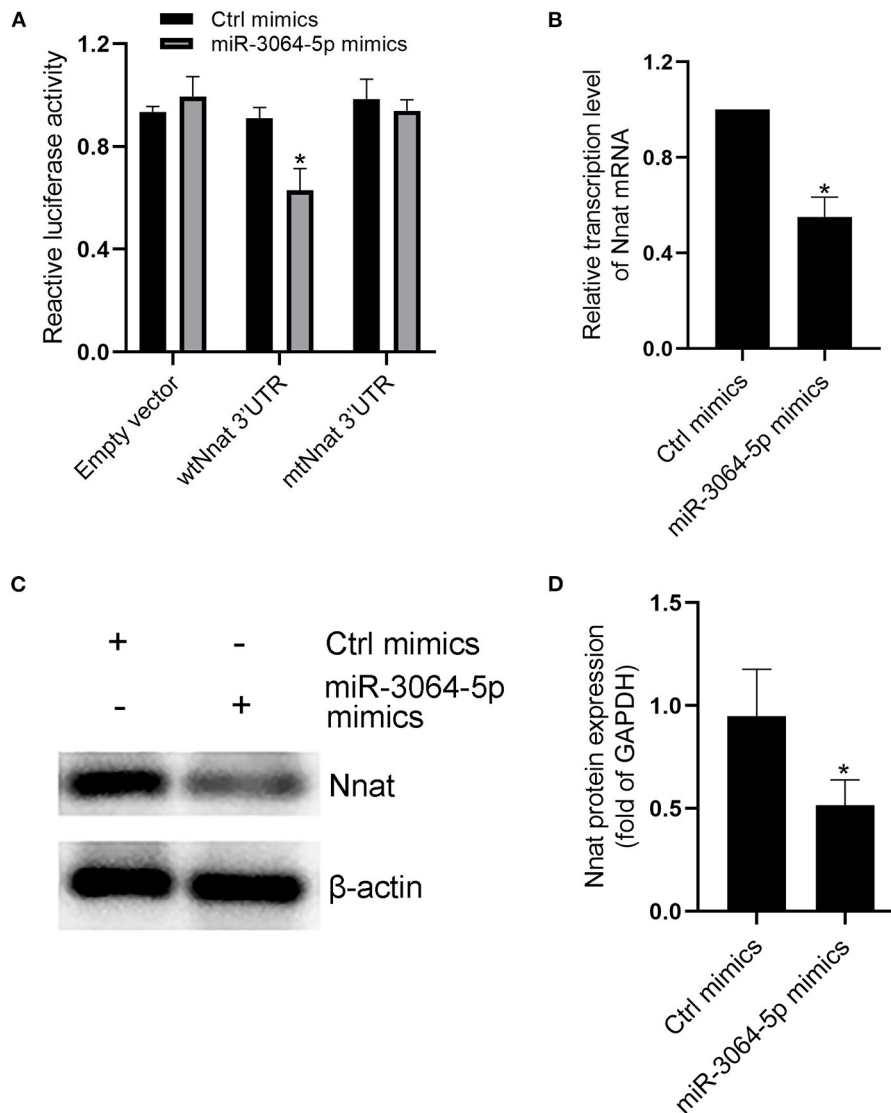 A
Ctrl mimics
miR-3064-5p mimics
Reactive luciferase activity
1.2
0.8
0.4
0.0
*
Empty vector
wtNnat 3’UTR
mtNnat 3’UTR
B
Relative transcription level
of Nnat mRNA
1.2
0.8
0.4
0.0
*
Ctrl mimics
miR-3064-5p mimics
C
+ - Ctrl mimics
- + miR-3064-5p
mimics
Nnat
β-actin
D
Nnat protein expression
(fold of GAPDH)
1.5
1.0
0.5
0.0
*
Ctrl mimics
miR-3064-5p mimics